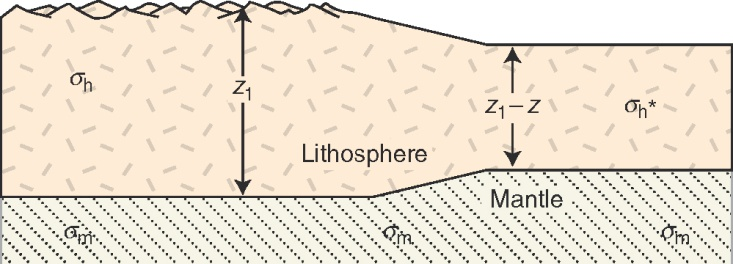 σh
z1
z1–z
σh*
Lithosphere
Mantle
σm
σm
σm